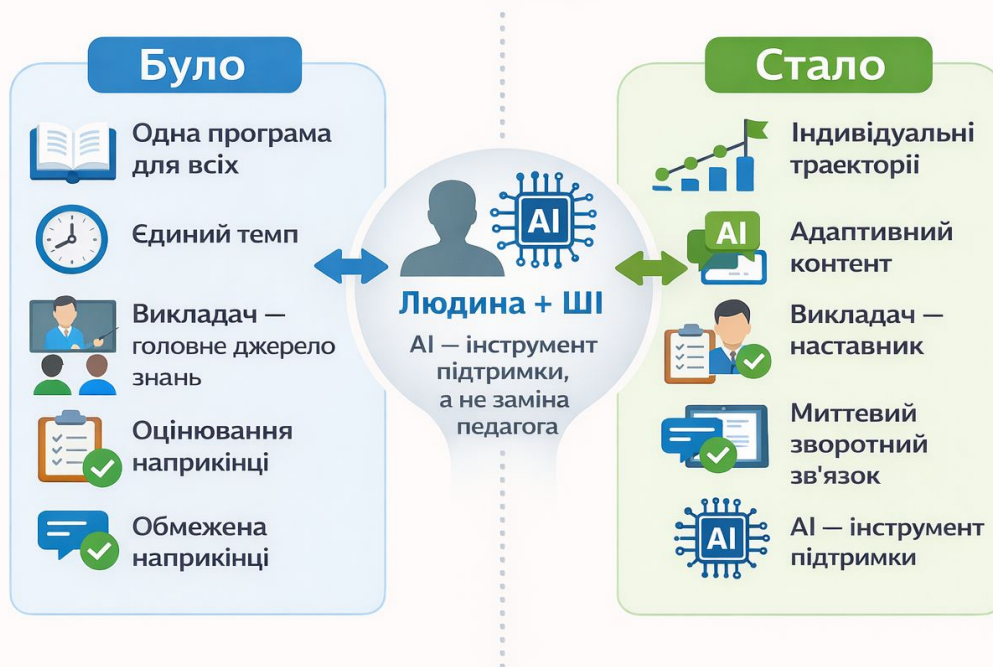 Було
Одна програма
для всіх
Єдиний темп
Викладач —
головне джерело
знань
Оцінювання
наприкінці
Обмежена
наприкінці
AI
Людина + ШІ
AI — інструмент
підтримки,
а не заміна
педагога
Стало
Індивідуальні
траекторіі
AI
Адаптивний
контент
Викладач —
наставник
Миттевий
зворотний
зв'язок
AI
AI — інструмент
підтримки